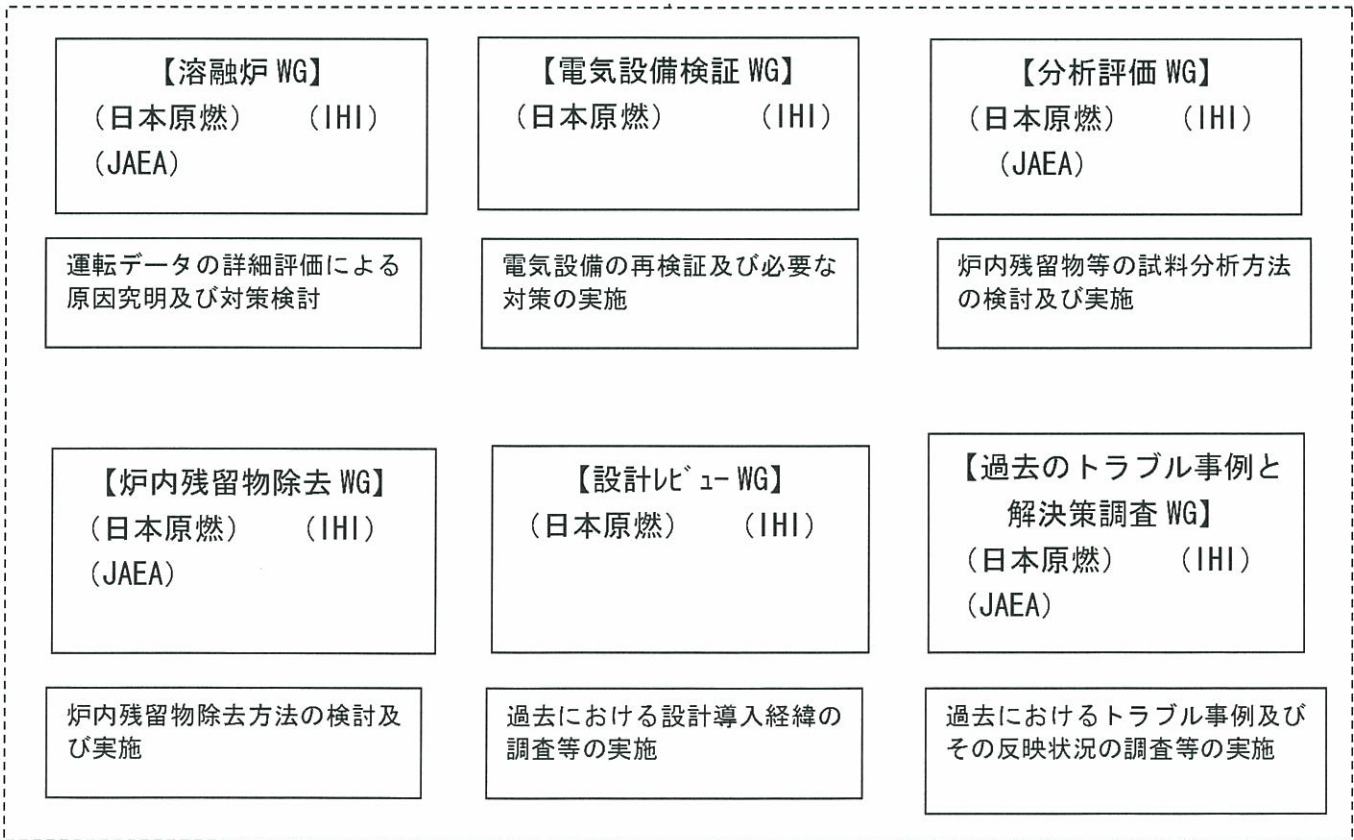 【溶融炉 WG】
（日本原燃）　　（IHI）
（JAEA）
運転データの詳細評価による
原因究明及び対策検討
【電気設備検証 WG】
（日本原燃）　　　（IHI）
電気設備の再検証及び必要な
対策の実施
【分析評価 WG】
（日本原燃）　　（IHI）
（JAEA）
炉内残留物等の試料分析方法
の検討及び実施
【炉内残留物除去 WG】
（日本原燃）　　（IHI）
（JAEA）
炉内残留物除去方法の検討及
び実施
【設計ﾚﾋﾞｭｰ WG】
（日本原燃）　　（IHI）
過去における設計導入経緯の
調査等の実施
【過去のトラブル事例と
解決策調査 WG】
（日本原燃）　　（IHI）
（JAEA）
過去におけるトラブル事例及び
その反映状況の調査等の実施